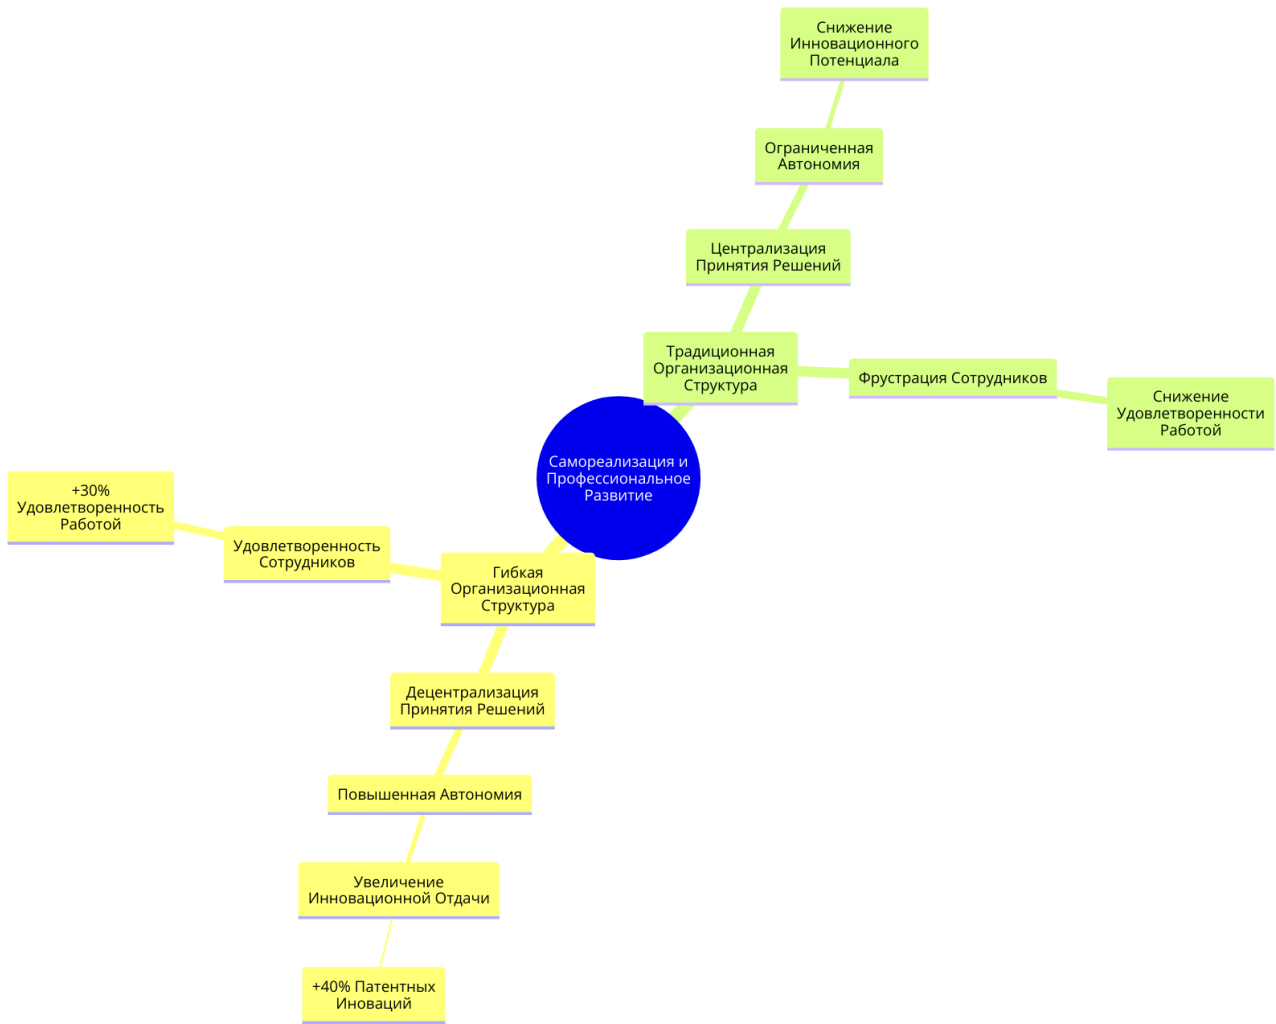 Снижение
Инновационного
Потенциала
Ограниченная
Автономия
Централизация
Принятия Решений
Традиционная
Организационная
Структура
Фрустрация Сотрудников
Снижение
Удовлетворенности
Работой
Самореализация и
Профессиональное
Развитие
+30%
Удовлетворенность
Работой
Удовлетворенность
Сотрудников
Гибкая
Организационная
Структура
Децентрализация
Принятия Решений
Повышенная Автономия
Увеличение
Инновационной Отдачи
+40% Патентных
Иноваций